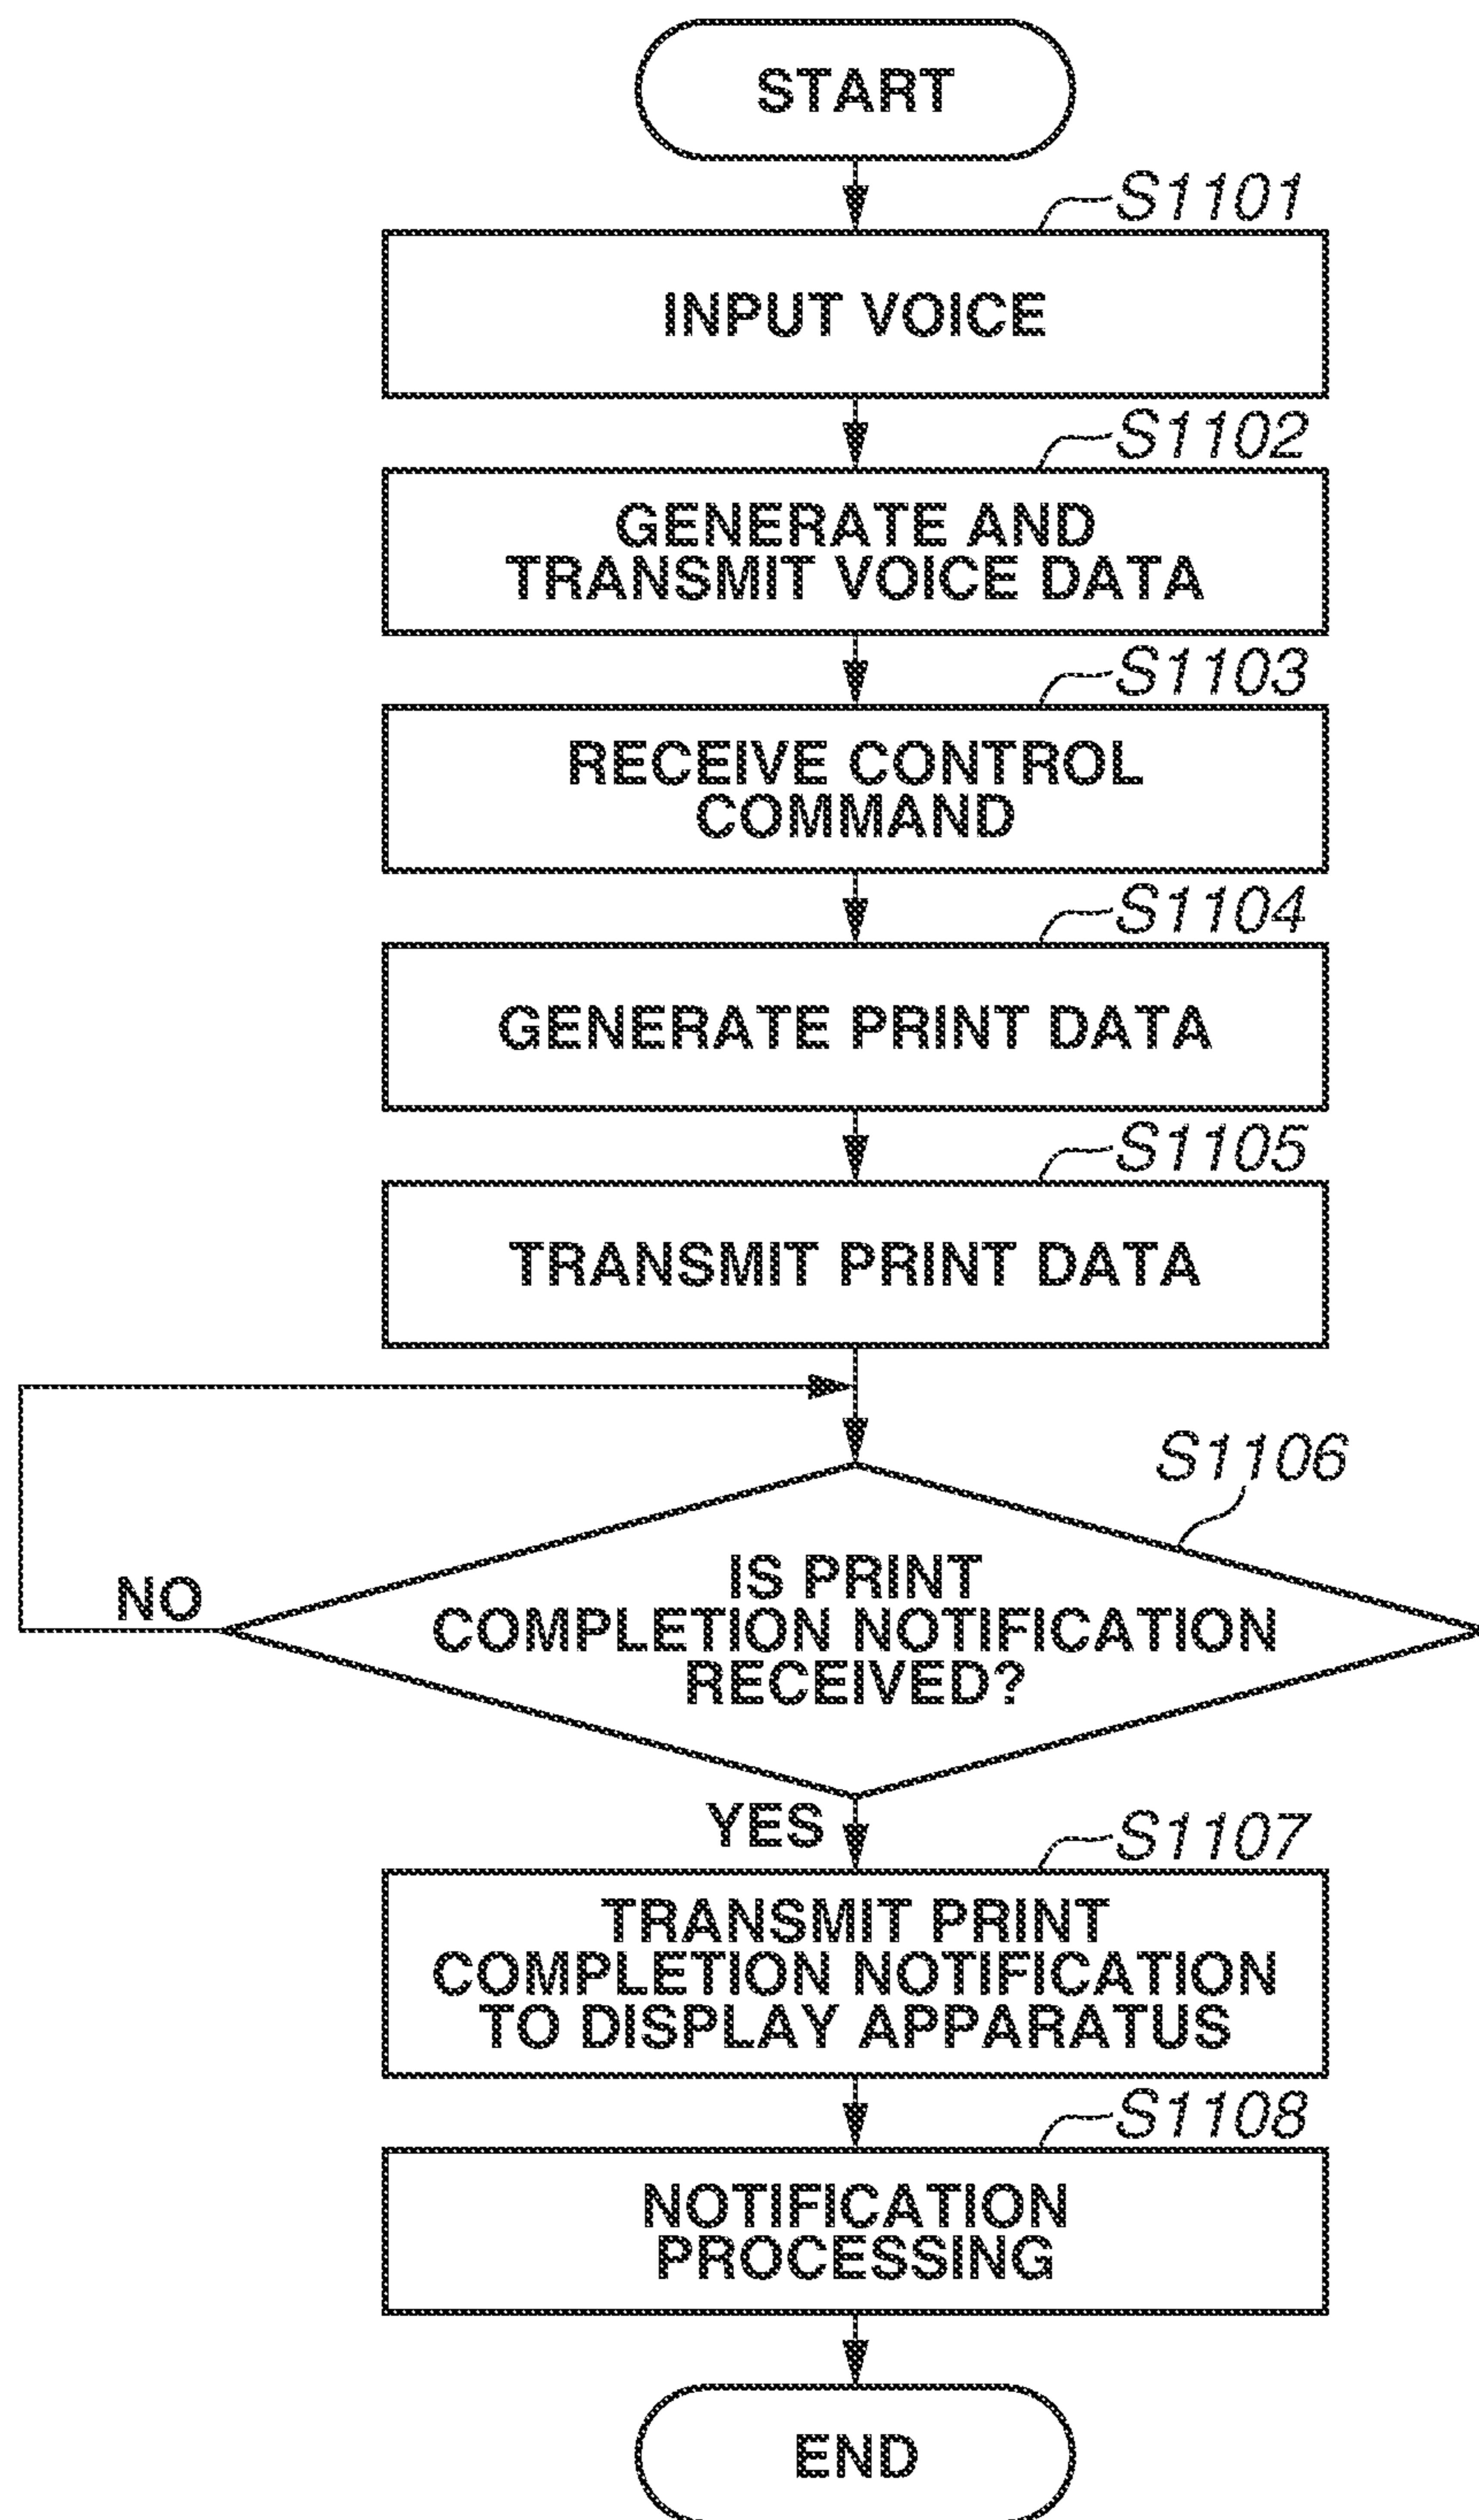 START
S1101
INPUT VOICE
S1102
GENERATE AND
TRANSMIT VOICE DATA
S1103
RECEIVE CONTROL
COMMAND
S1104
GENERATE PRINT DATA
S1105
TRANSMIT PRINT DATA
S1106
IS PRINT
COMPLETION NOTIFICATION
RECEIVED?
NO
YES
S1107
TRANSMIT PRINT
COMPLETION NOTIFICATION
TO DISPLAY APPARATUS
S1108
NOTIFICATION
PROCESSING
END